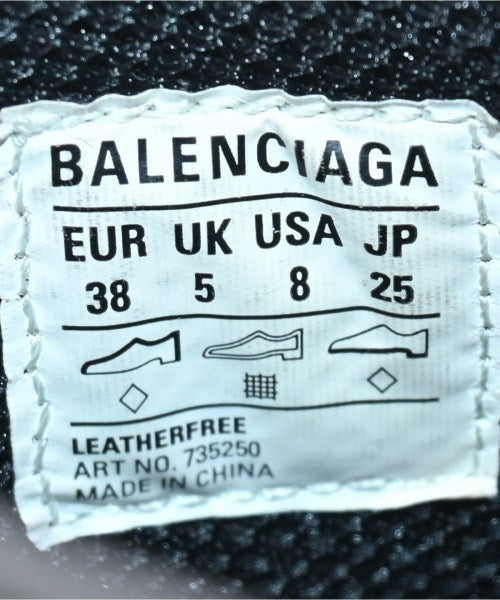 BALENCIAGA
EUR UK USA JP
38 5 8 25
LEATHERFREE
ART NO. 735250
MADE IN CHINA